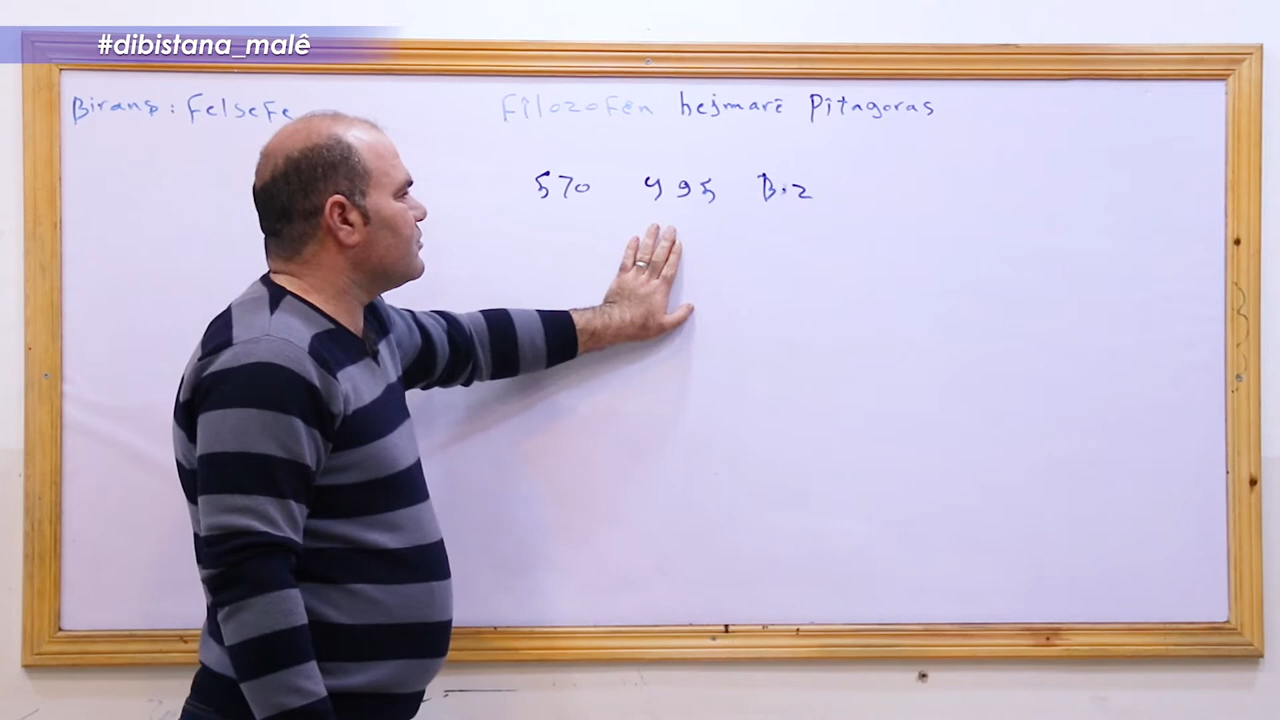 #dibistana_malê
Biranş : Felsefe
Fîlozofên hejmarê Pîtagoras
570 495 B.z